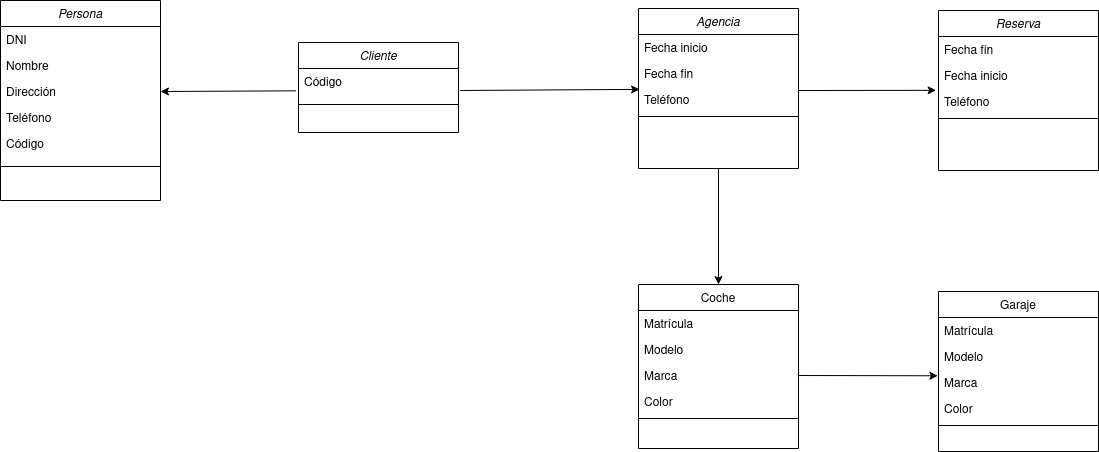 Persona
DNI
Nombre
Dirección
Teléfono
Código
Cliente
Código
Agencia
Fecha inicio
Fecha fin
Teléfono
Reserva
Fecha fin
Fecha inicio
Teléfono
Coche
Matrícula
Modelo
Marca
Color
Garaje
Matrícula
Modelo
Marca
Color